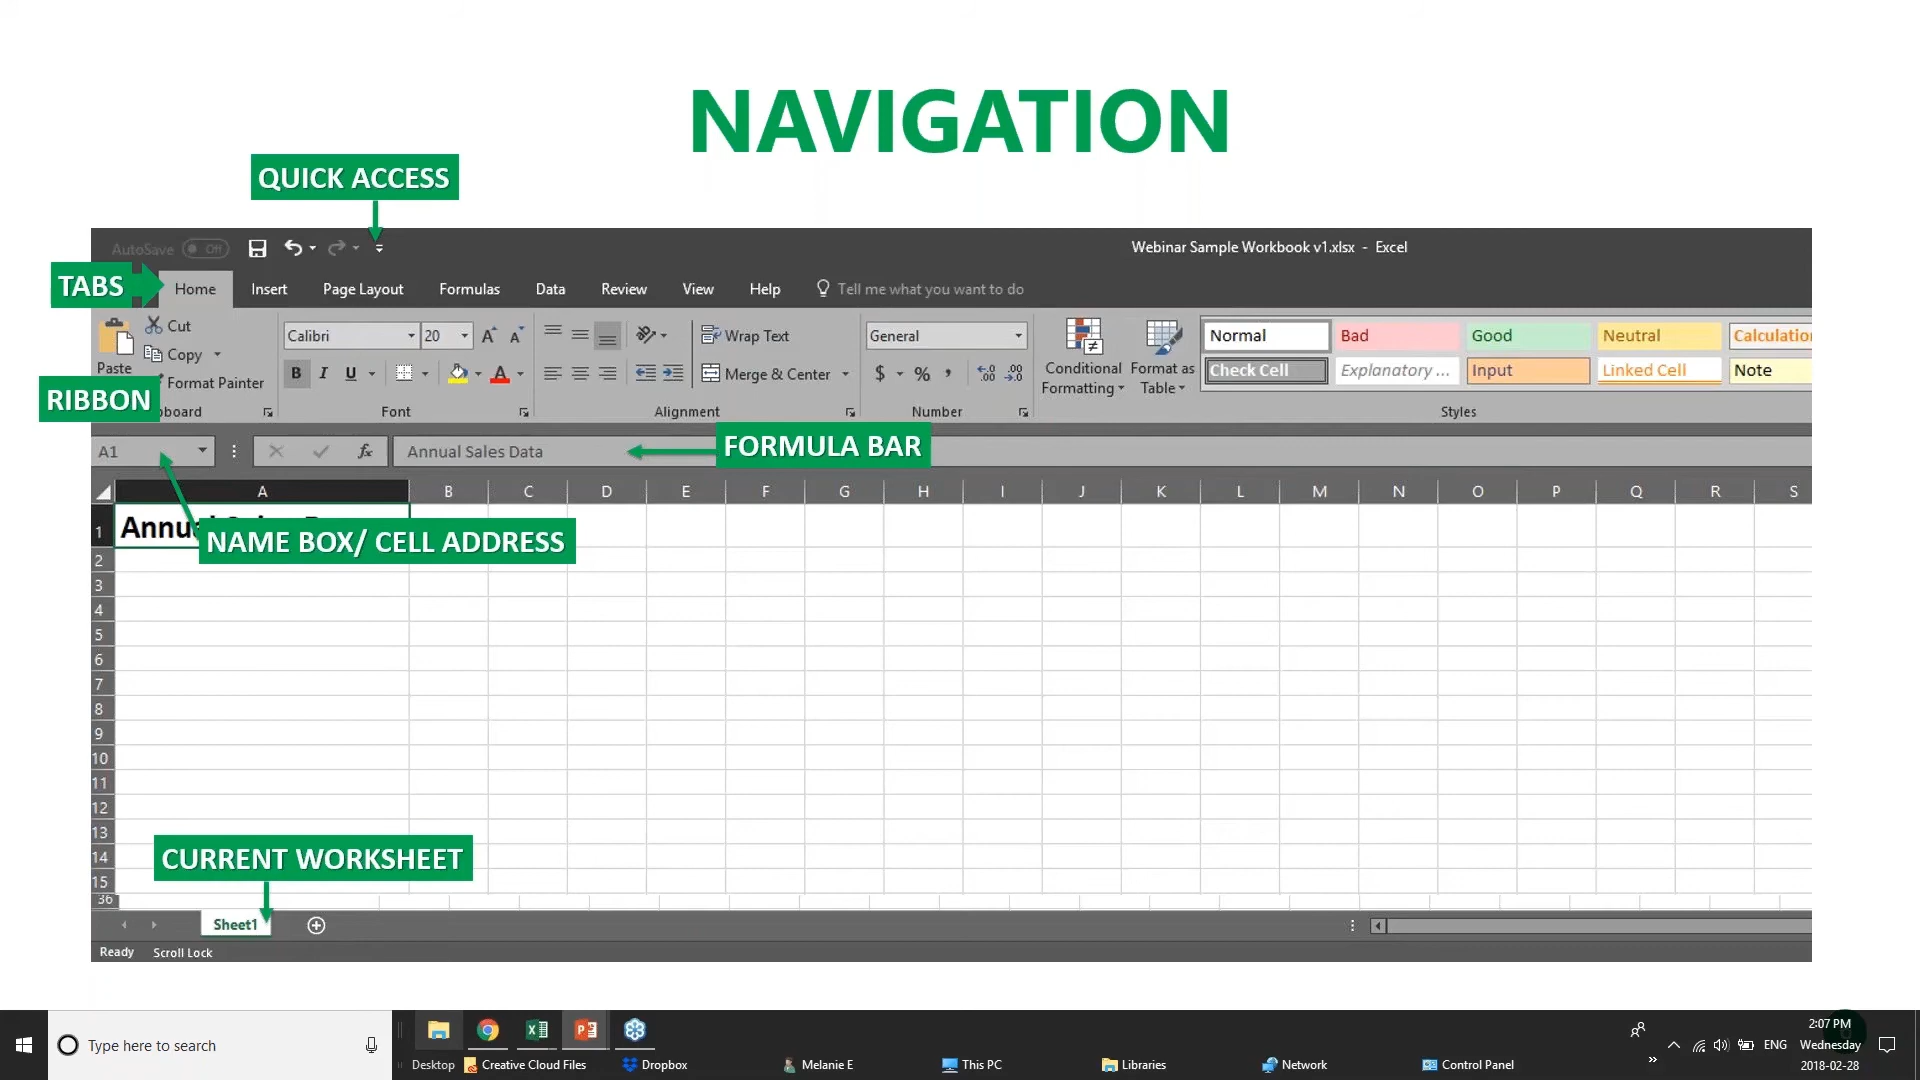 NAVIGATION
QUICK ACCESS
AutoSave Off
Webinar Sample Workbook v1.xlsx - Excel
TABS
Home Insert Page Layout Formulas Data Review View Help Tell me what you want to do
Cut
Copy
Paste
Format Painter
RIBBON
board
Calibri 20
B I U A
Font
Wrap Text
Merge & Center
Alignment
General
$ % ,
Number
Conditional Formatting
Format as Table
Normal Bad Good Neutral Calculation
Check Cell Explanatory ... Input Linked Cell Note
Styles
A1 fx Annual Sales Data
FORMULA BAR
A B C D E F G H I J K L M N O P Q R S
1 Annu
NAME BOX/ CELL ADDRESS
2
3
4
5
6
7
8
9
10
11
12
13
CURRENT WORKSHEET
14
15
36
Sheet1
Ready Scroll Lock
Type here to search
Desktop Creative Cloud Files Dropbox Melanie E This PC Libraries Network Control Panel
ENG
2:07 PM
Wednesday
2018-02-28